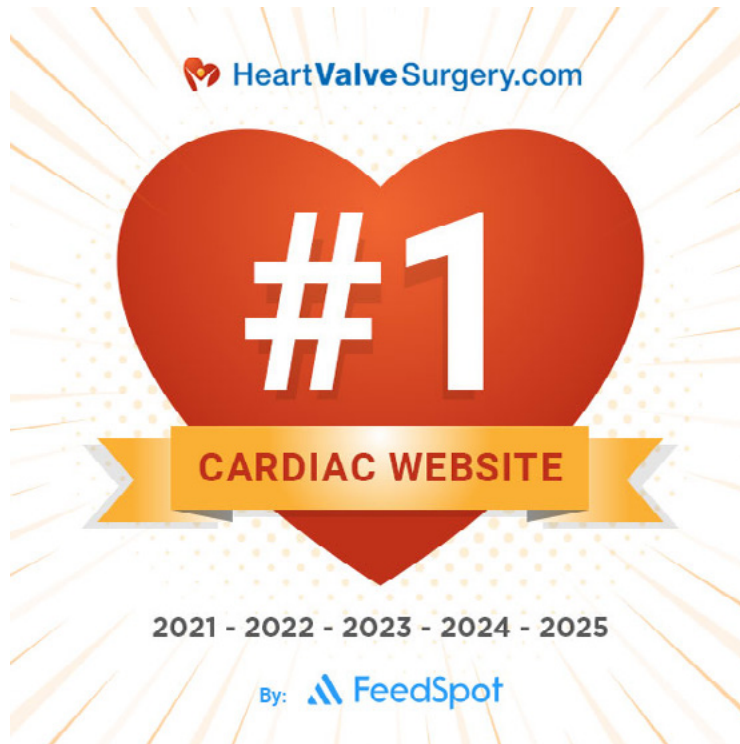 HeartValveSurgery.com
#1
CARDIAC WEBSITE
2021 - 2022 - 2023 - 2024 - 2025
By: FeedSpot